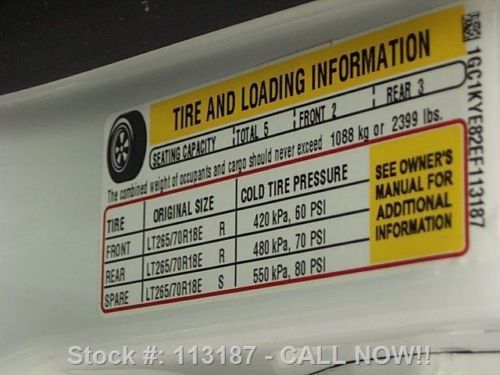 TIRE AND LOADING INFORMATION
SEATING CAPACITY TOTAL 5 FRONT 2 REAR 3
The combined weight of occupants and cargo should never exceed 1088 kg or 2399 lbs.
TIRE ORIGINAL SIZE COLD TIRE PRESSURE
FRONT LT265/70R18E R 420 kPa, 60 PSI
REAR LT265/70R18E R 480 kPa, 70 PSI
SPARE LT265/70R18E S 550 kPa, 80 PSI
SEE OWNER'S
MANUAL FOR
ADDITIONAL
INFORMATION
1GC1KYE82EF113187
Stock #: 113187 - CALL NOW!!